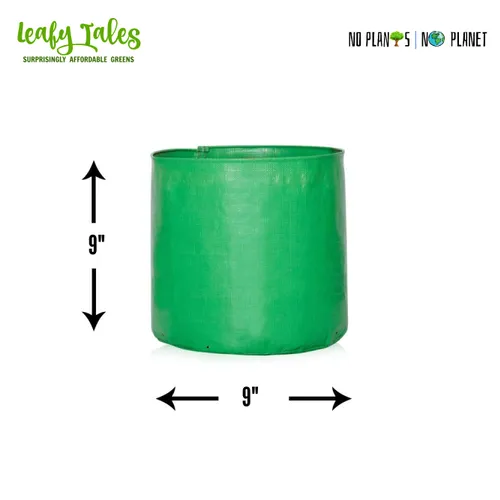 Leafy Tales
SURPRISINGLY AFFORDABLE GREENS
NO PLANTS | NO PLANET
9"
9"